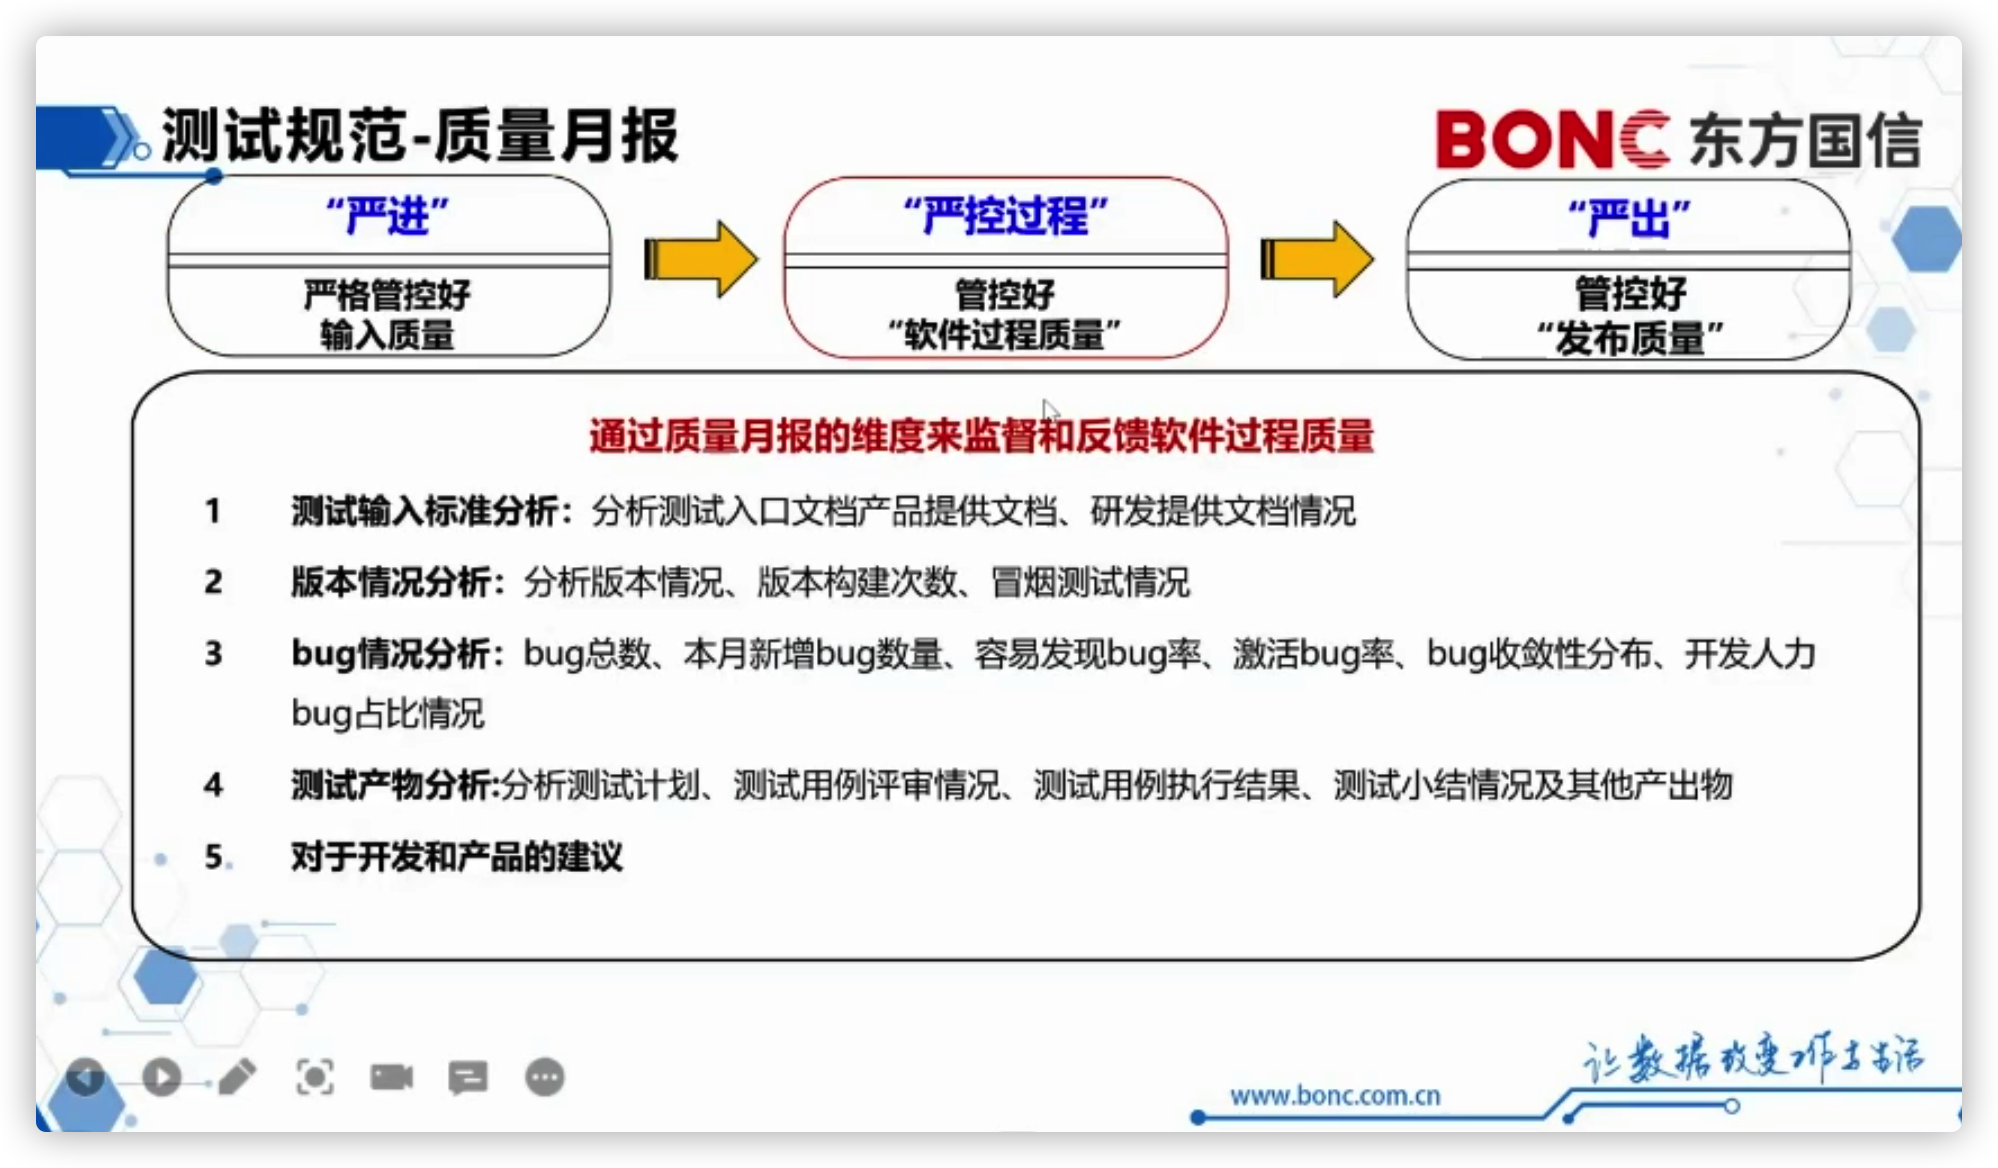 测试规范-质量月报
BONC 东方国信
“严进”
严格管控好
输入质量
“严控过程”
管控好
“软件过程质量”
“严出”
管控好
“发布质量”
通过质量月报的维度来监督和反馈软件过程质量
1 测试输入标准分析：分析测试入口文档产品提供文档、研发提供文档情况
2 版本情况分析：分析版本情况、版本构建次数、冒烟测试情况
3 bug情况分析：bug总数、本月新增bug数量、容易发现bug率、激活bug率、bug收敛性分布、开发人力
bug占比情况
4 测试产物分析:分析测试计划、测试用例评审情况、测试用例执行结果、测试小结情况及其他产出物
5. 对于开发和产品的建议
让数据改变工作与生活
www.bonc.com.cn